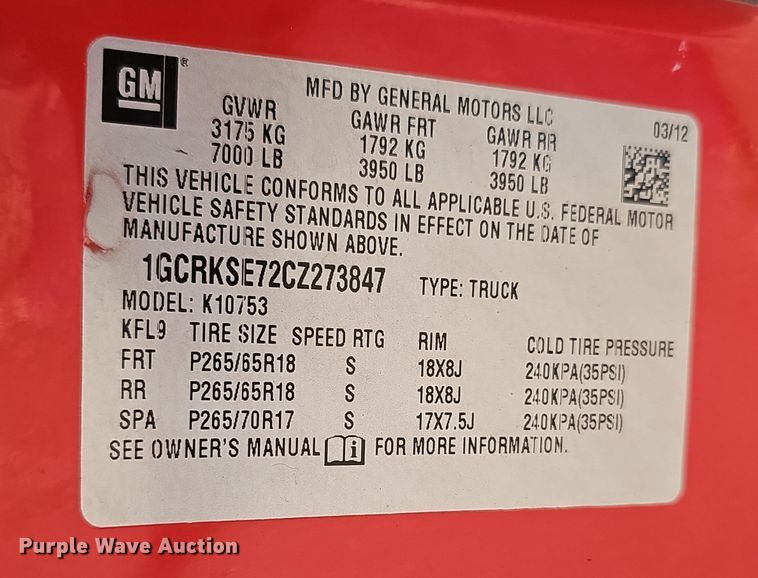 GM ®
MFD BY GENERAL MOTORS LLC
03/12
GVWR GAWR FRT GAWR RR
3175 KG 1792 KG 1792 KG
7000 LB 3950 LB 3950 LB
THIS VEHICLE CONFORMS TO ALL APPLICABLE U.S. FEDERAL MOTOR
VEHICLE SAFETY STANDARDS IN EFFECT ON THE DATE OF
MANUFACTURE SHOWN ABOVE.
1GCRKSE72CZ273847 TYPE: TRUCK
MODEL: K10753
KFL9 TIRE SIZE SPEED RTG RIM COLD TIRE PRESSURE
FRT P265/65R18 S 18X8J 240KPA(35PSI)
RR P265/65R18 S 18X8J 240KPA(35PSI)
SPA P265/70R17 S 17X7.5J 240KPA(35PSI)
SEE OWNER'S MANUAL i FOR MORE INFORMATION.
Purple Wave Auction